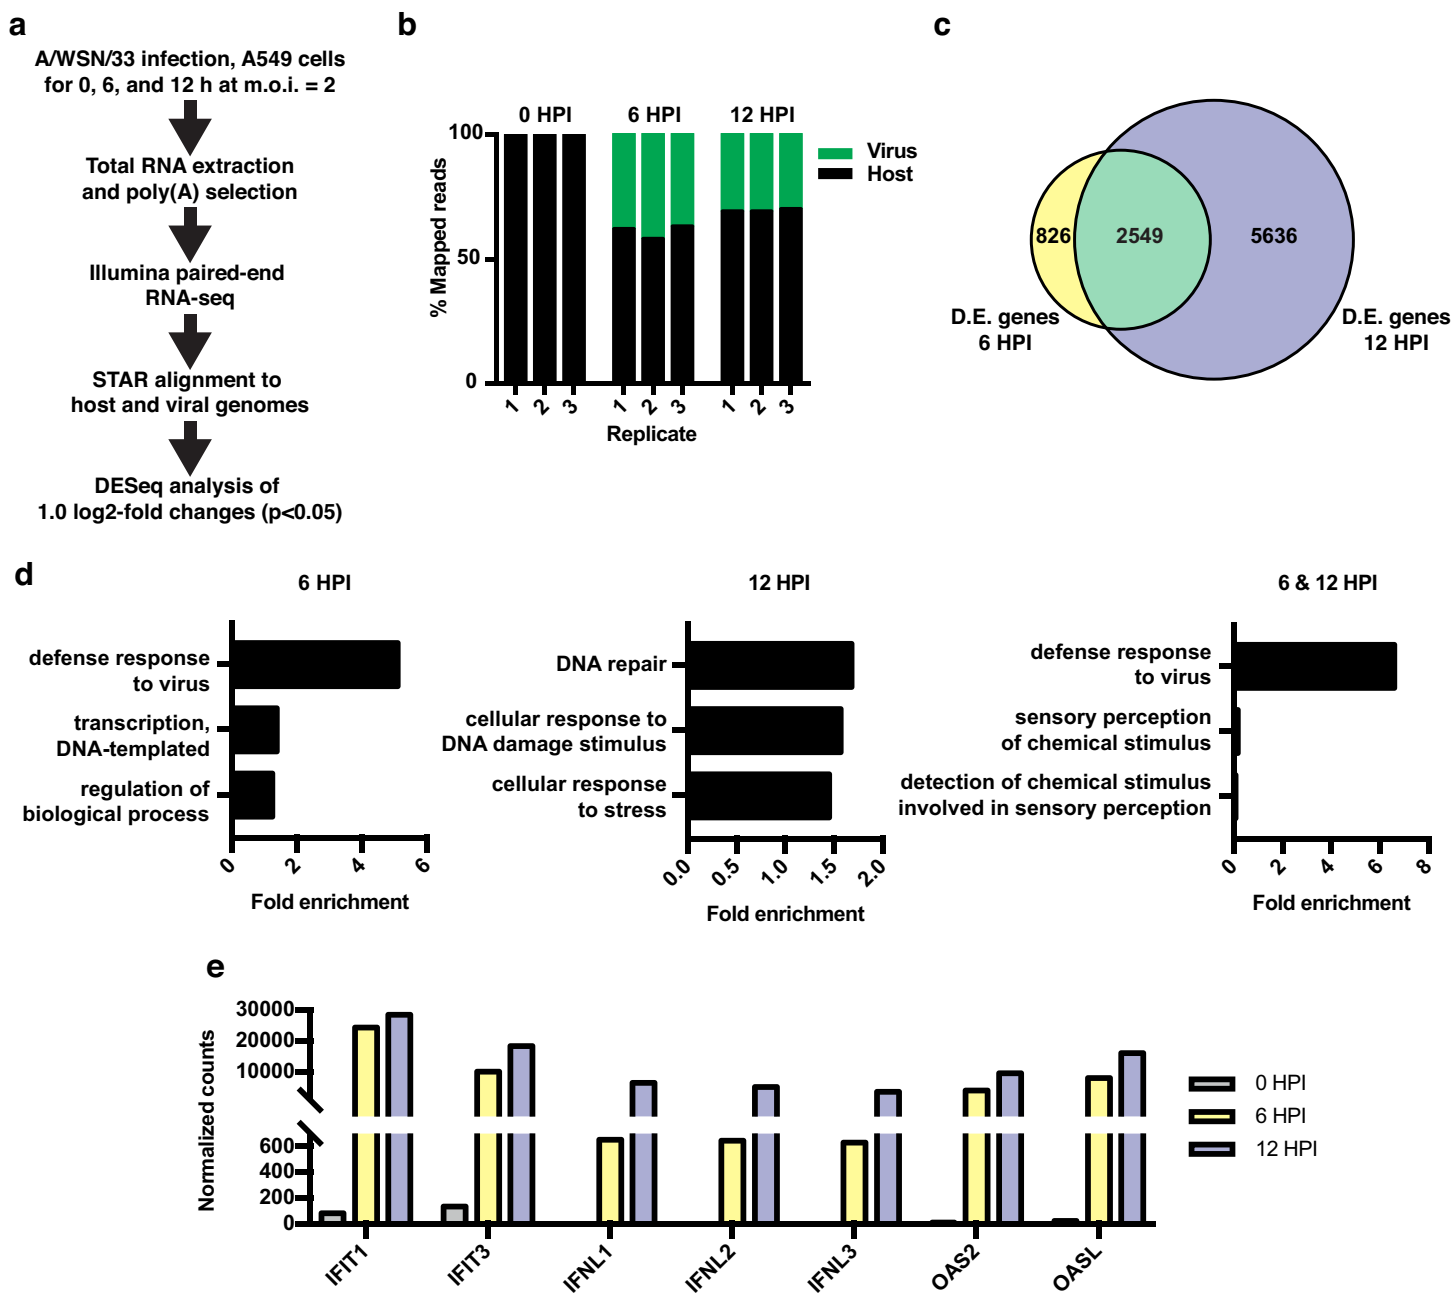 a
A/WSN/33 infection, A549 cells
for 0, 6, and 12 h at m.o.i. = 2
Total RNA extraction
and poly(A) selection
Illumina paired-end
RNA-seq
STAR alignment to
host and viral genomes
DESeq analysis of
1.0 log2-fold changes (p<0.05)
b
0 HPI 6 HPI 12 HPI
% Mapped reads
100
50
0
1 2 3 1 2 3 1 2 3
Replicate
Virus
Host
c
826 2549 5636
D.E. genes
6 HPI
D.E. genes
12 HPI
d
6 HPI
defense response
to virus
transcription,
DNA-templated
regulation of
biological process
0 2 4 6
Fold enrichment
12 HPI
DNA repair
cellular response to
DNA damage stimulus
cellular response
to stress
0.0 0.5 1.0 1.5 2.0
Fold enrichment
6 & 12 HPI
defense response
to virus
sensory perception
of chemical stimulus
detection of chemical stimulus
involved in sensory perception
0 2 4 6 8
Fold enrichment
e
Normalized counts
30000
20000
10000
600
400
200
0
IFIT1 IFIT3 IFNL1 IFNL2 IFNL3 OAS2 OASL
0 HPI
6 HPI
12 HPI